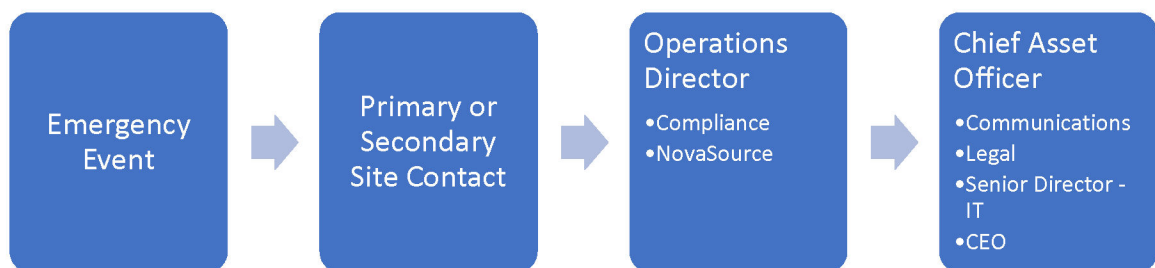 Emergency
Event
Primary or
Secondary
Site Contact
Operations
Director
•Compliance
•NovaSource
Chief Asset
Officer
•Communications
•Legal
•Senior Director -
IT
•CEO